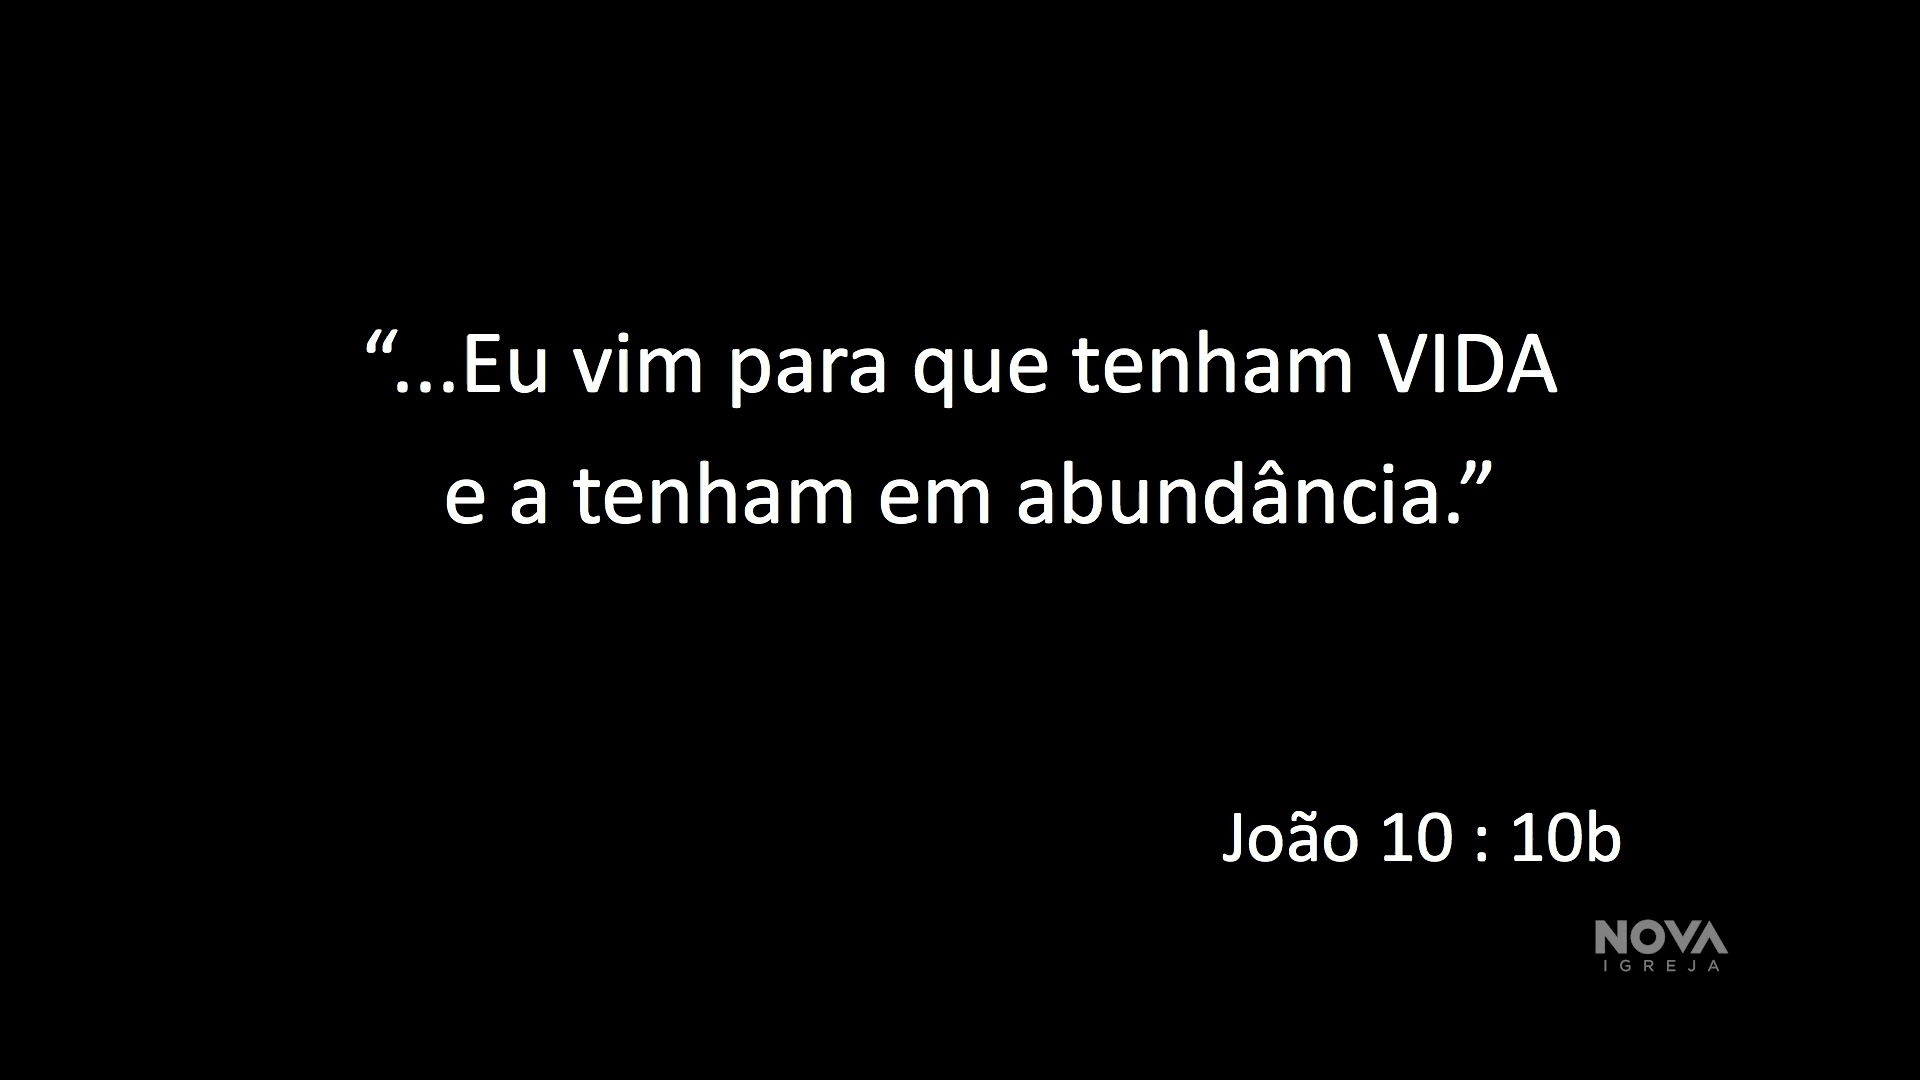 “...Eu vim para que tenham VIDA
e a tenham em abundância.”
João 10 : 10b
NOVA
IGREJA